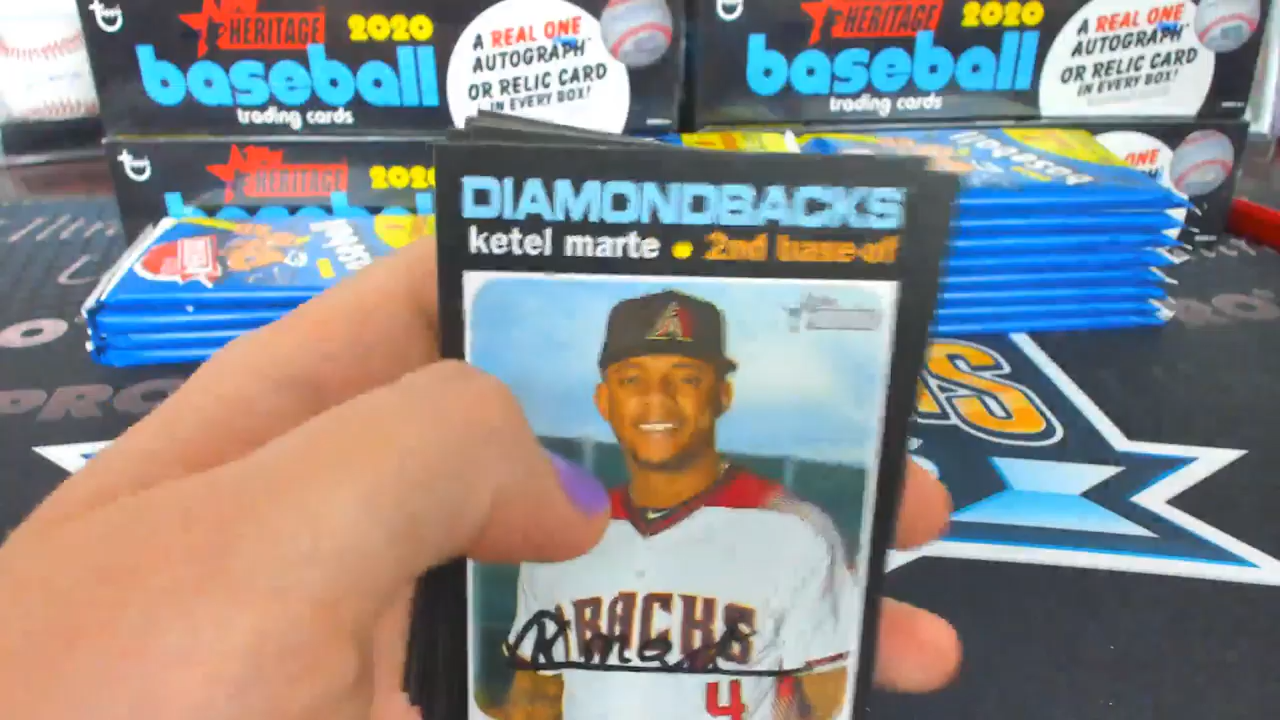 HERITAGE 2020
baseball
trading cards
A REAL ONE
AUTOGRAPH
OR RELIC CARD
IN EVERY BOX!
HERITAGE 2020
baseball
trading cards
A REAL ONE
AUTOGRAPH
OR RELIC CARD
IN EVERY BOX!
HERITAGE 2020
ONE
DIAMONDBACKS
ketel marte • 2nd base-of
BACKS
4
PRO